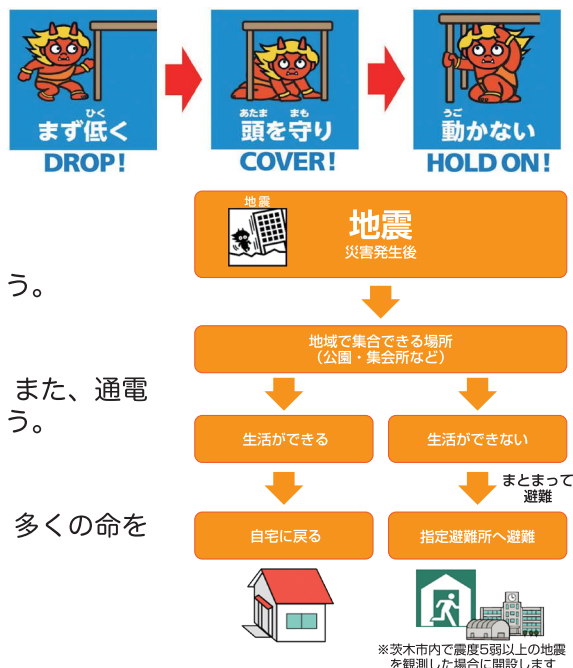 まず低く
ひく
DROP!
頭を守り
あたま まも
COVER!
動かない
うご
HOLD ON!
地震
地震
災害発生後
う。
地域で集合できる場所
（公園・集会所など）
また、通電
う。
生活ができる
生活ができない
まとまって
避難
多くの命を
自宅に戻る
指定避難所へ避難
※茨木市内で震度5弱以上の地震
を観測した場合に開設します